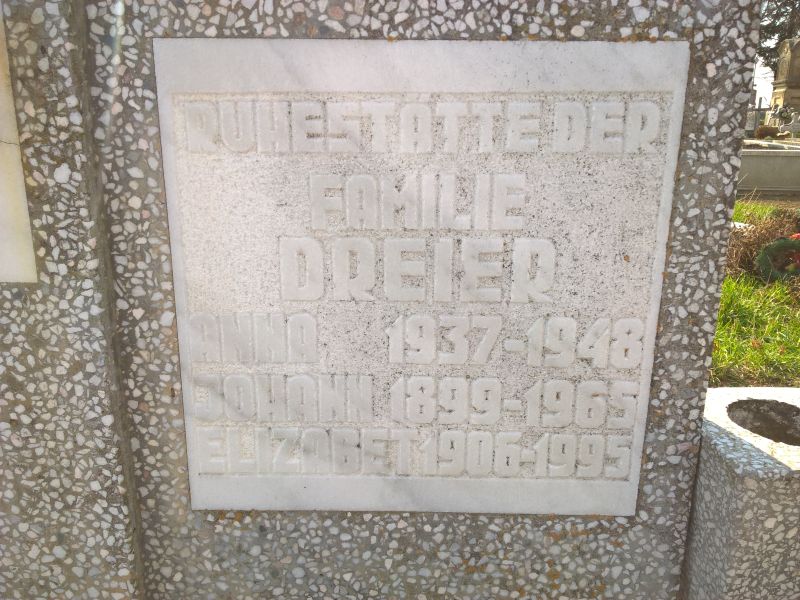 RUHESTATTE DER
FAMILIE
DREIER
ANNA 1937-1948
JOHANN 1899-1965
ELIZABET 1906-1995